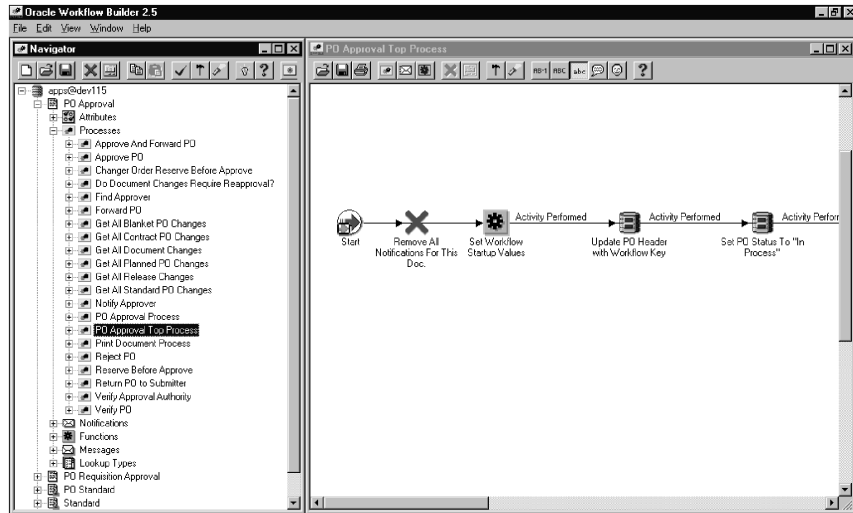 Oracle Workflow Builder 2.5
File Edit View Window Help
Navigator
apps@dev115
PO Approval
Attributes
Processes
Approve And Forward PO
Approve PO
Changer Order Reserve Before Approve
Do Document Changes Require Reapproval?
Find Approver
Forward PO
Get All Blanket PO Changes
Get All Contract PO Changes
Get All Document Changes
Get All Planned PO Changes
Get All Release Changes
Get All Standard PO Changes
Notify Approver
PO Approval Process
PO Approval Top Process
Print Document Process
Reject PO
Reserve Before Approve
Return PO to Submitter
Verify Approval Authority
Verify PO
Notifications
Functions
Messages
Lookup Types
PO Requisition Approval
PO Standard
Standard
PO Approval Top Process
AB-1 ABC abc
Activity Performed Activity Performed Activity Perfor
Start
Remove All
Notifications For This
Doc.
Set Workflow
Startup Values
Update PO Header
with Workflow Key
Set PO Status To "In
Process"